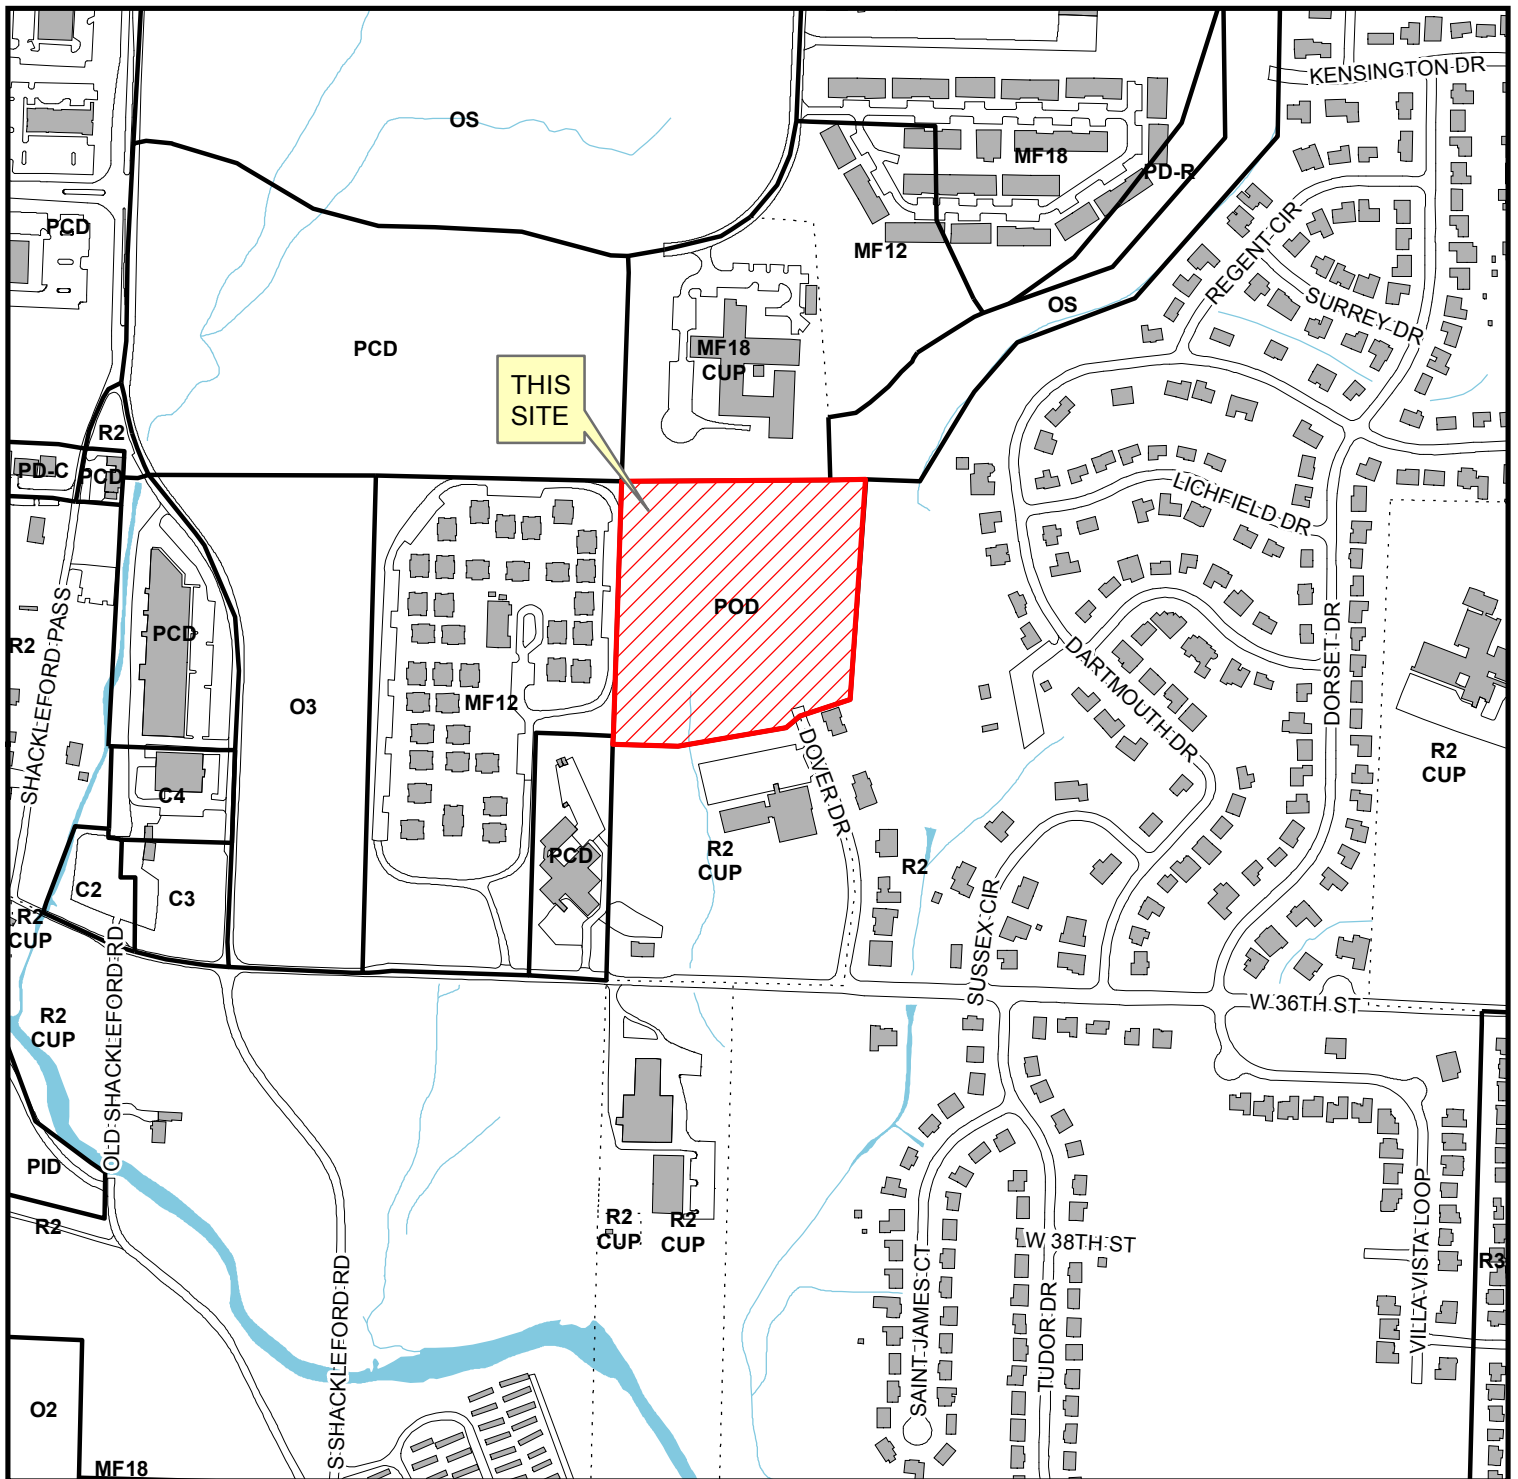 KENSINGTON DR
OS
MF18
PD-R
PCD
REGENT CIR
MF12
SURREY DR
OS
PCD
MF18
CUP
THIS
SITE
R2
PD-C
PCD
LICHFIELD DR
SHACKLEFORD PASS
POD
PCD
R2
DORSET DR
DARTMOUTH DR
O3
MF12
DOVER DR
R2
CUP
C4
PCD
R2
CUP
R2
C2
C3
SUSSEX CIR
R2
CUP
OLD SHACKLEFORD RD
W 36TH ST
R2
CUP
PID
R2
R2
CUP
R2
CUP
W 38TH ST
R3
S SHACKLEFORD RD
SAINT JAMES CT
TUDOR DR
VILLA VISTA LOOP
O2
MF18